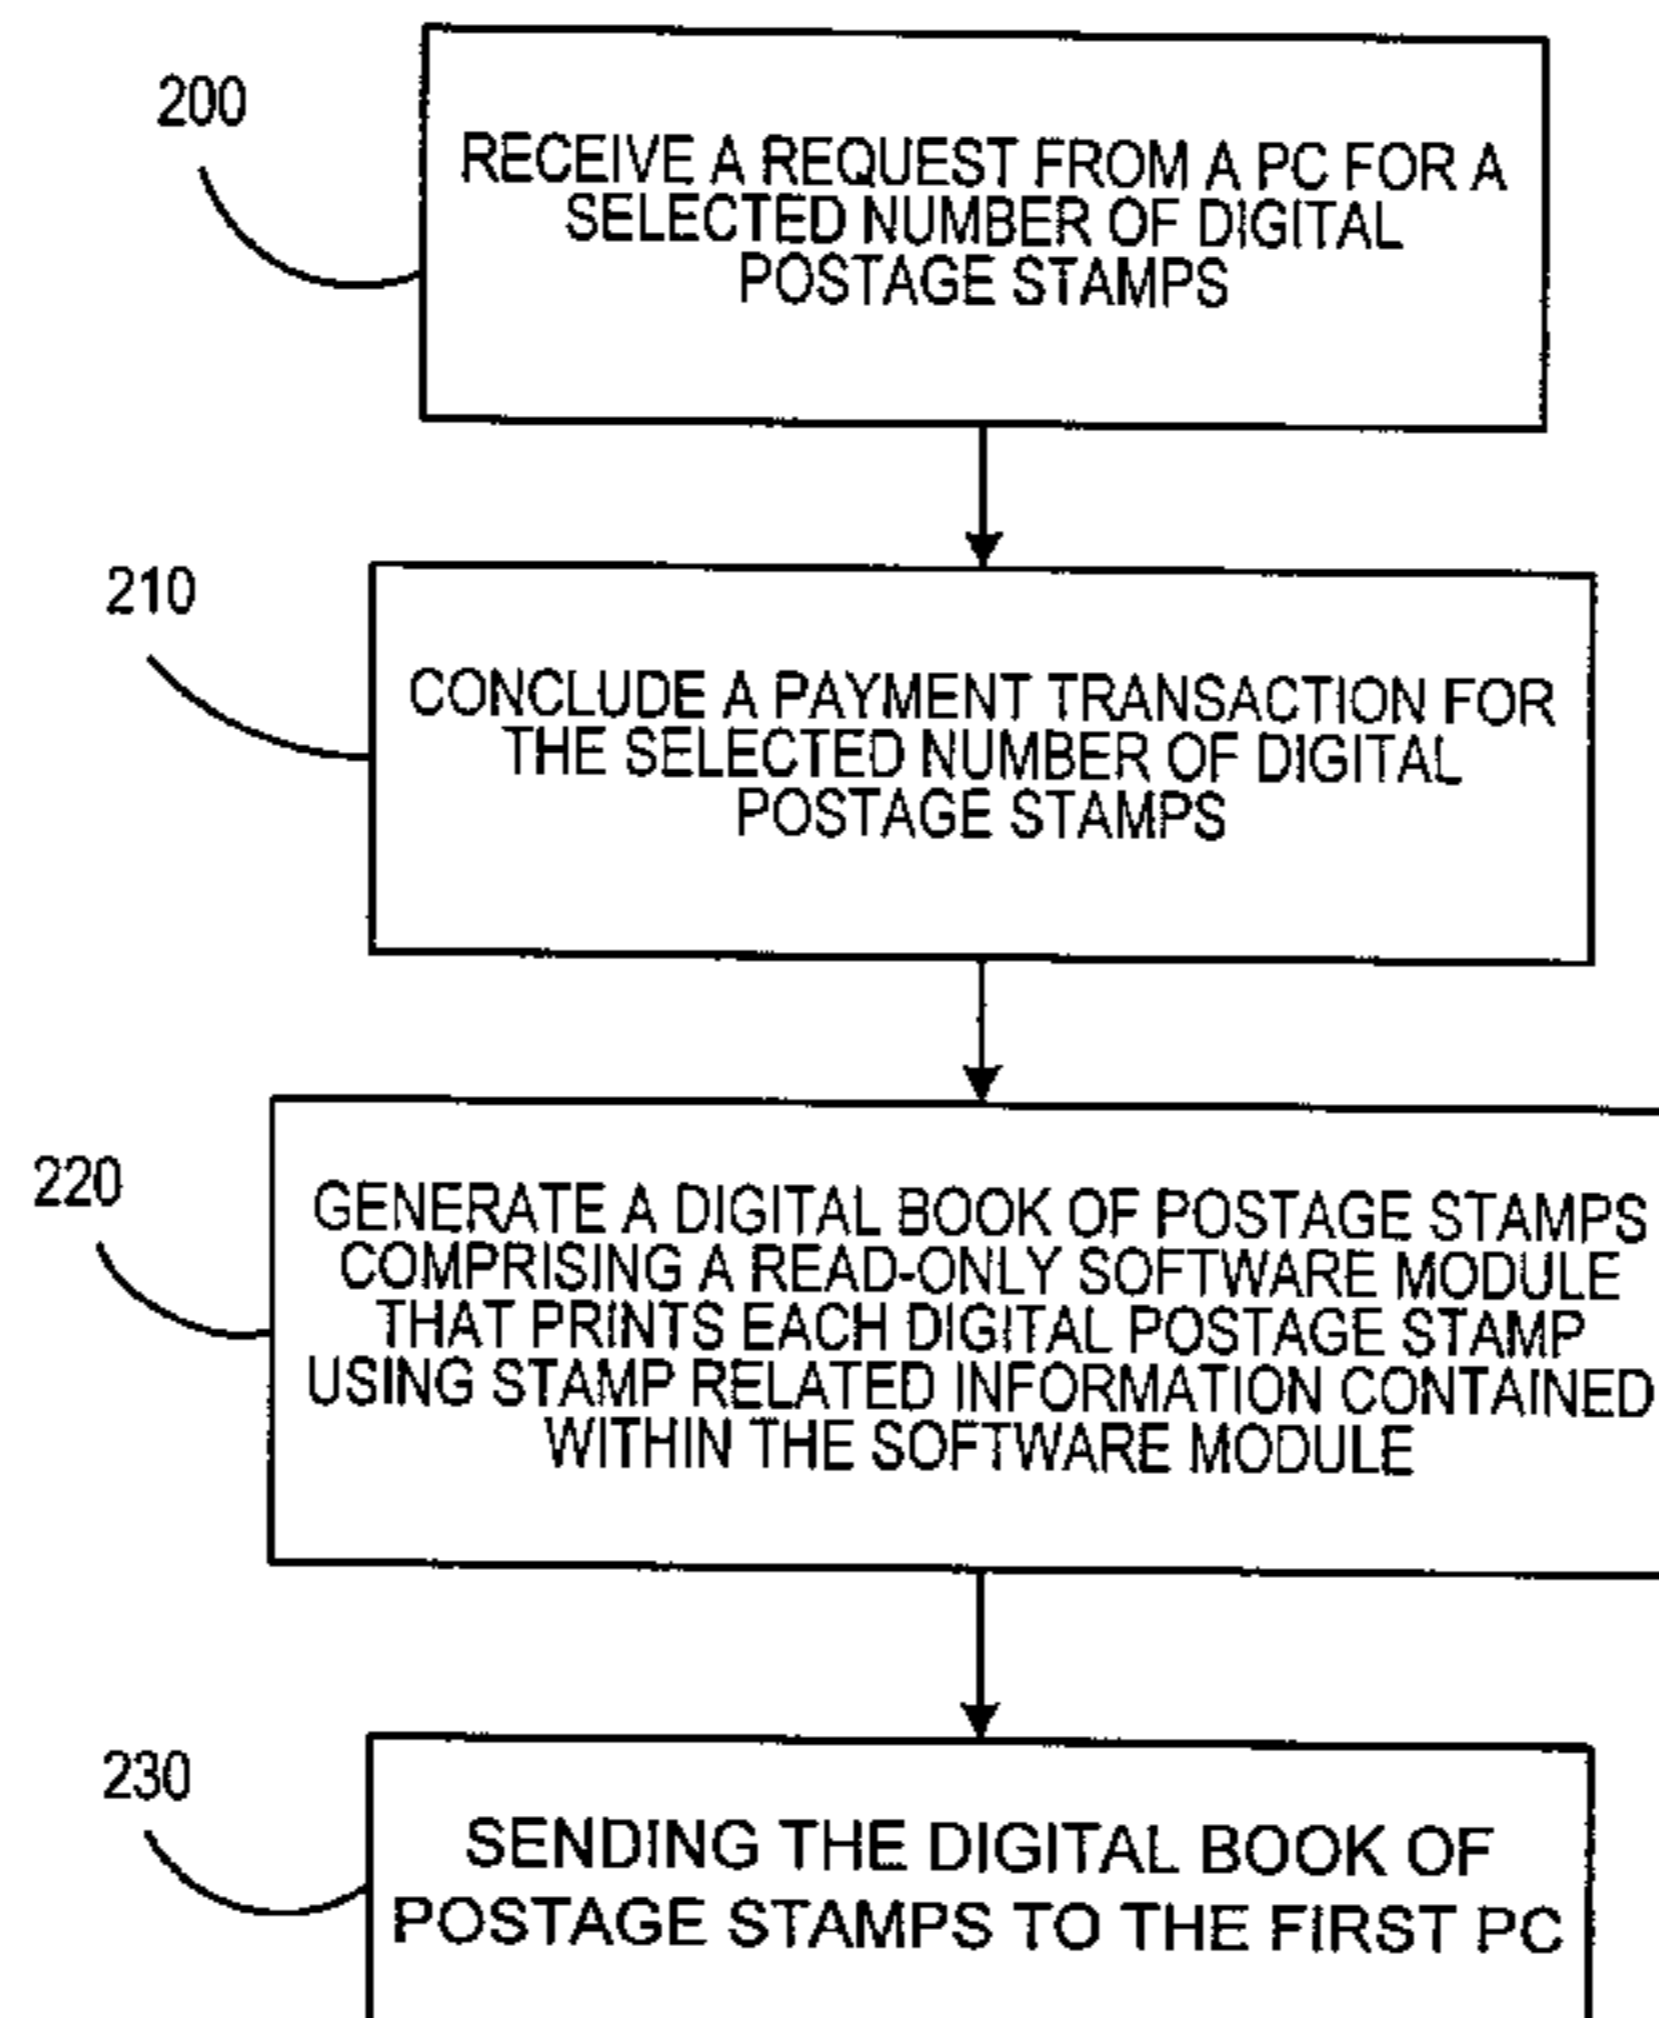 200
RECEIVE A REQUEST FROM A PC FOR A
SELECTED NUMBER OF DIGITAL
POSTAGE STAMPS
210
CONCLUDE A PAYMENT TRANSACTION FOR
THE SELECTED NUMBER OF DIGITAL
POSTAGE STAMPS
220
GENERATE A DIGITAL BOOK OF POSTAGE STAMPS
COMPRISING A READ-ONLY SOFTWARE MODULE
THAT PRINTS EACH DIGITAL POSTAGE STAMP
USING STAMP RELATED INFORMATION CONTAINED
WITHIN THE SOFTWARE MODULE
230
SENDING THE DIGITAL BOOK OF
POSTAGE STAMPS TO THE FIRST PC